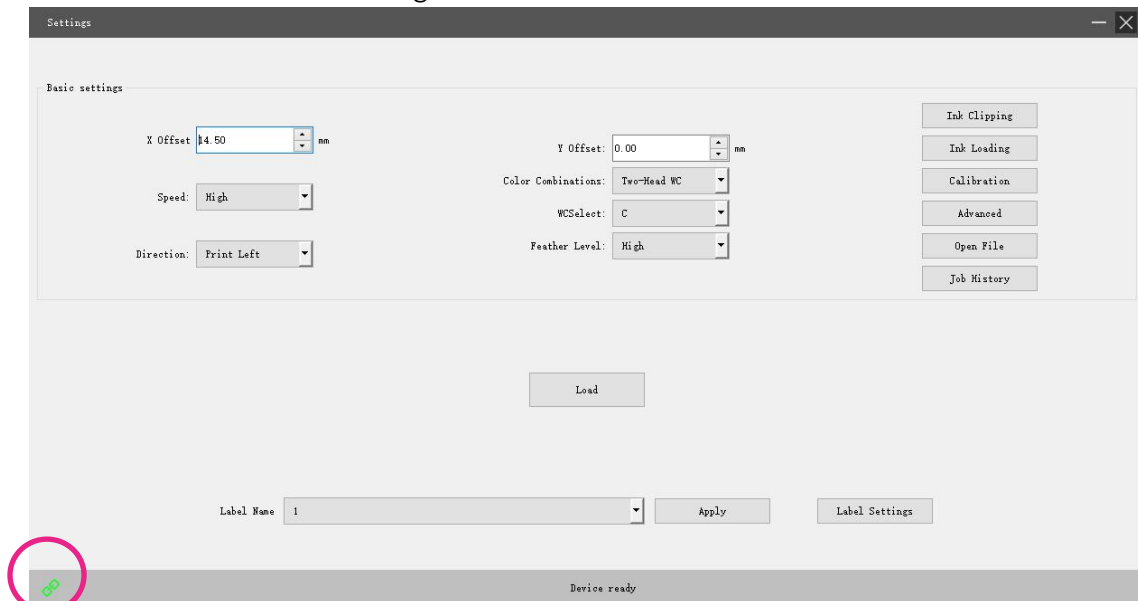 Settings
Basic settings
X Offset 14.50 mm
Speed: High
Direction: Print Left
Y Offset: 0.00 mm
Color Combinations: Two-Head WC
WCSelect: C
Feather Level: High
Ink Clipping
Ink Loading
Calibration
Advanced
Open File
Job History
Load
Label Name 1 Apply Label Settings
Device ready